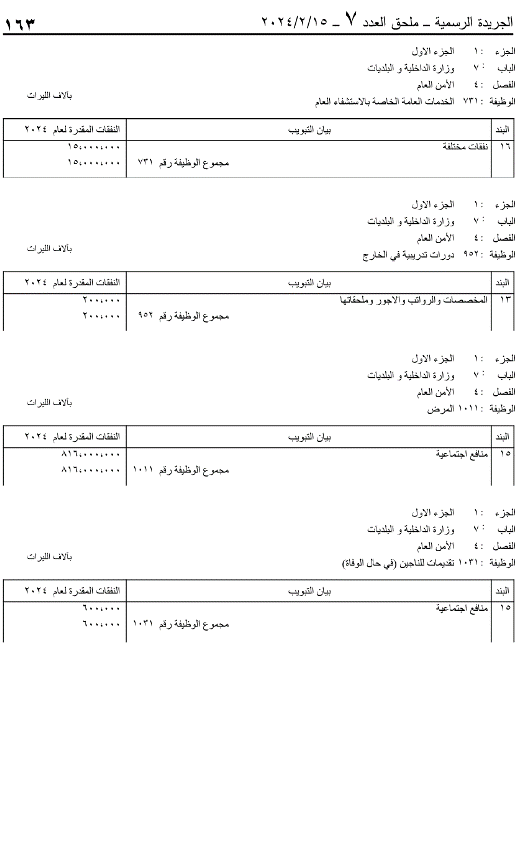 الجريدة الرسمية ــ ملحق العدد ٧ ــ ٢٠٢٤/٢/١٥ ١٦٣
الجزء : ١ الجزء الاول
الباب : ٧ وزارة الداخلية و البلديات
الفصل : ٤ الأمن العام
الوظيفة : ٧٣١ الخدمات العامة الخاصة بالاستشفاء العام
بآلاف الليرات
البند بيان التبويب النفقات المقدرة لعام ٢٠٢٤
١٦ نفقات مختلفة ١٥،٠٠٠،٠٠٠
مجموع الوظيفة رقم ٧٣١ ١٥،٠٠٠،٠٠٠
الجزء : ١ الجزء الاول
الباب : ٧ وزارة الداخلية و البلديات
الفصل : ٤ الأمن العام
الوظيفة : ٩٥٢ دورات تدريبية في الخارج
بآلاف الليرات
البند بيان التبويب النفقات المقدرة لعام ٢٠٢٤
١٣ المخصصات والرواتب والاجور وملحقاتها ٢٠٠،٠٠٠
مجموع الوظيفة رقم ٩٥٢ ٢٠٠،٠٠٠
الجزء : ١ الجزء الاول
الباب : ٧ وزارة الداخلية و البلديات
الفصل : ٤ الأمن العام
الوظيفة : ١٠١١ المرض
بآلاف الليرات
البند بيان التبويب النفقات المقدرة لعام ٢٠٢٤
١٥ منافع اجتماعية ٨١٦،٠٠٠،٠٠٠
مجموع الوظيفة رقم ١٠١١ ٨١٦،٠٠٠،٠٠٠
الجزء : ١ الجزء الاول
الباب : ٧ وزارة الداخلية و البلديات
الفصل : ٤ الأمن العام
الوظيفة : ١٠٣١ تقديمات للناجين (في حال الوفاة)
بآلاف الليرات
البند بيان التبويب النفقات المقدرة لعام ٢٠٢٤
١٥ منافع اجتماعية ٦٠٠،٠٠٠
مجموع الوظيفة رقم ١٠٣١ ٦٠٠،٠٠٠